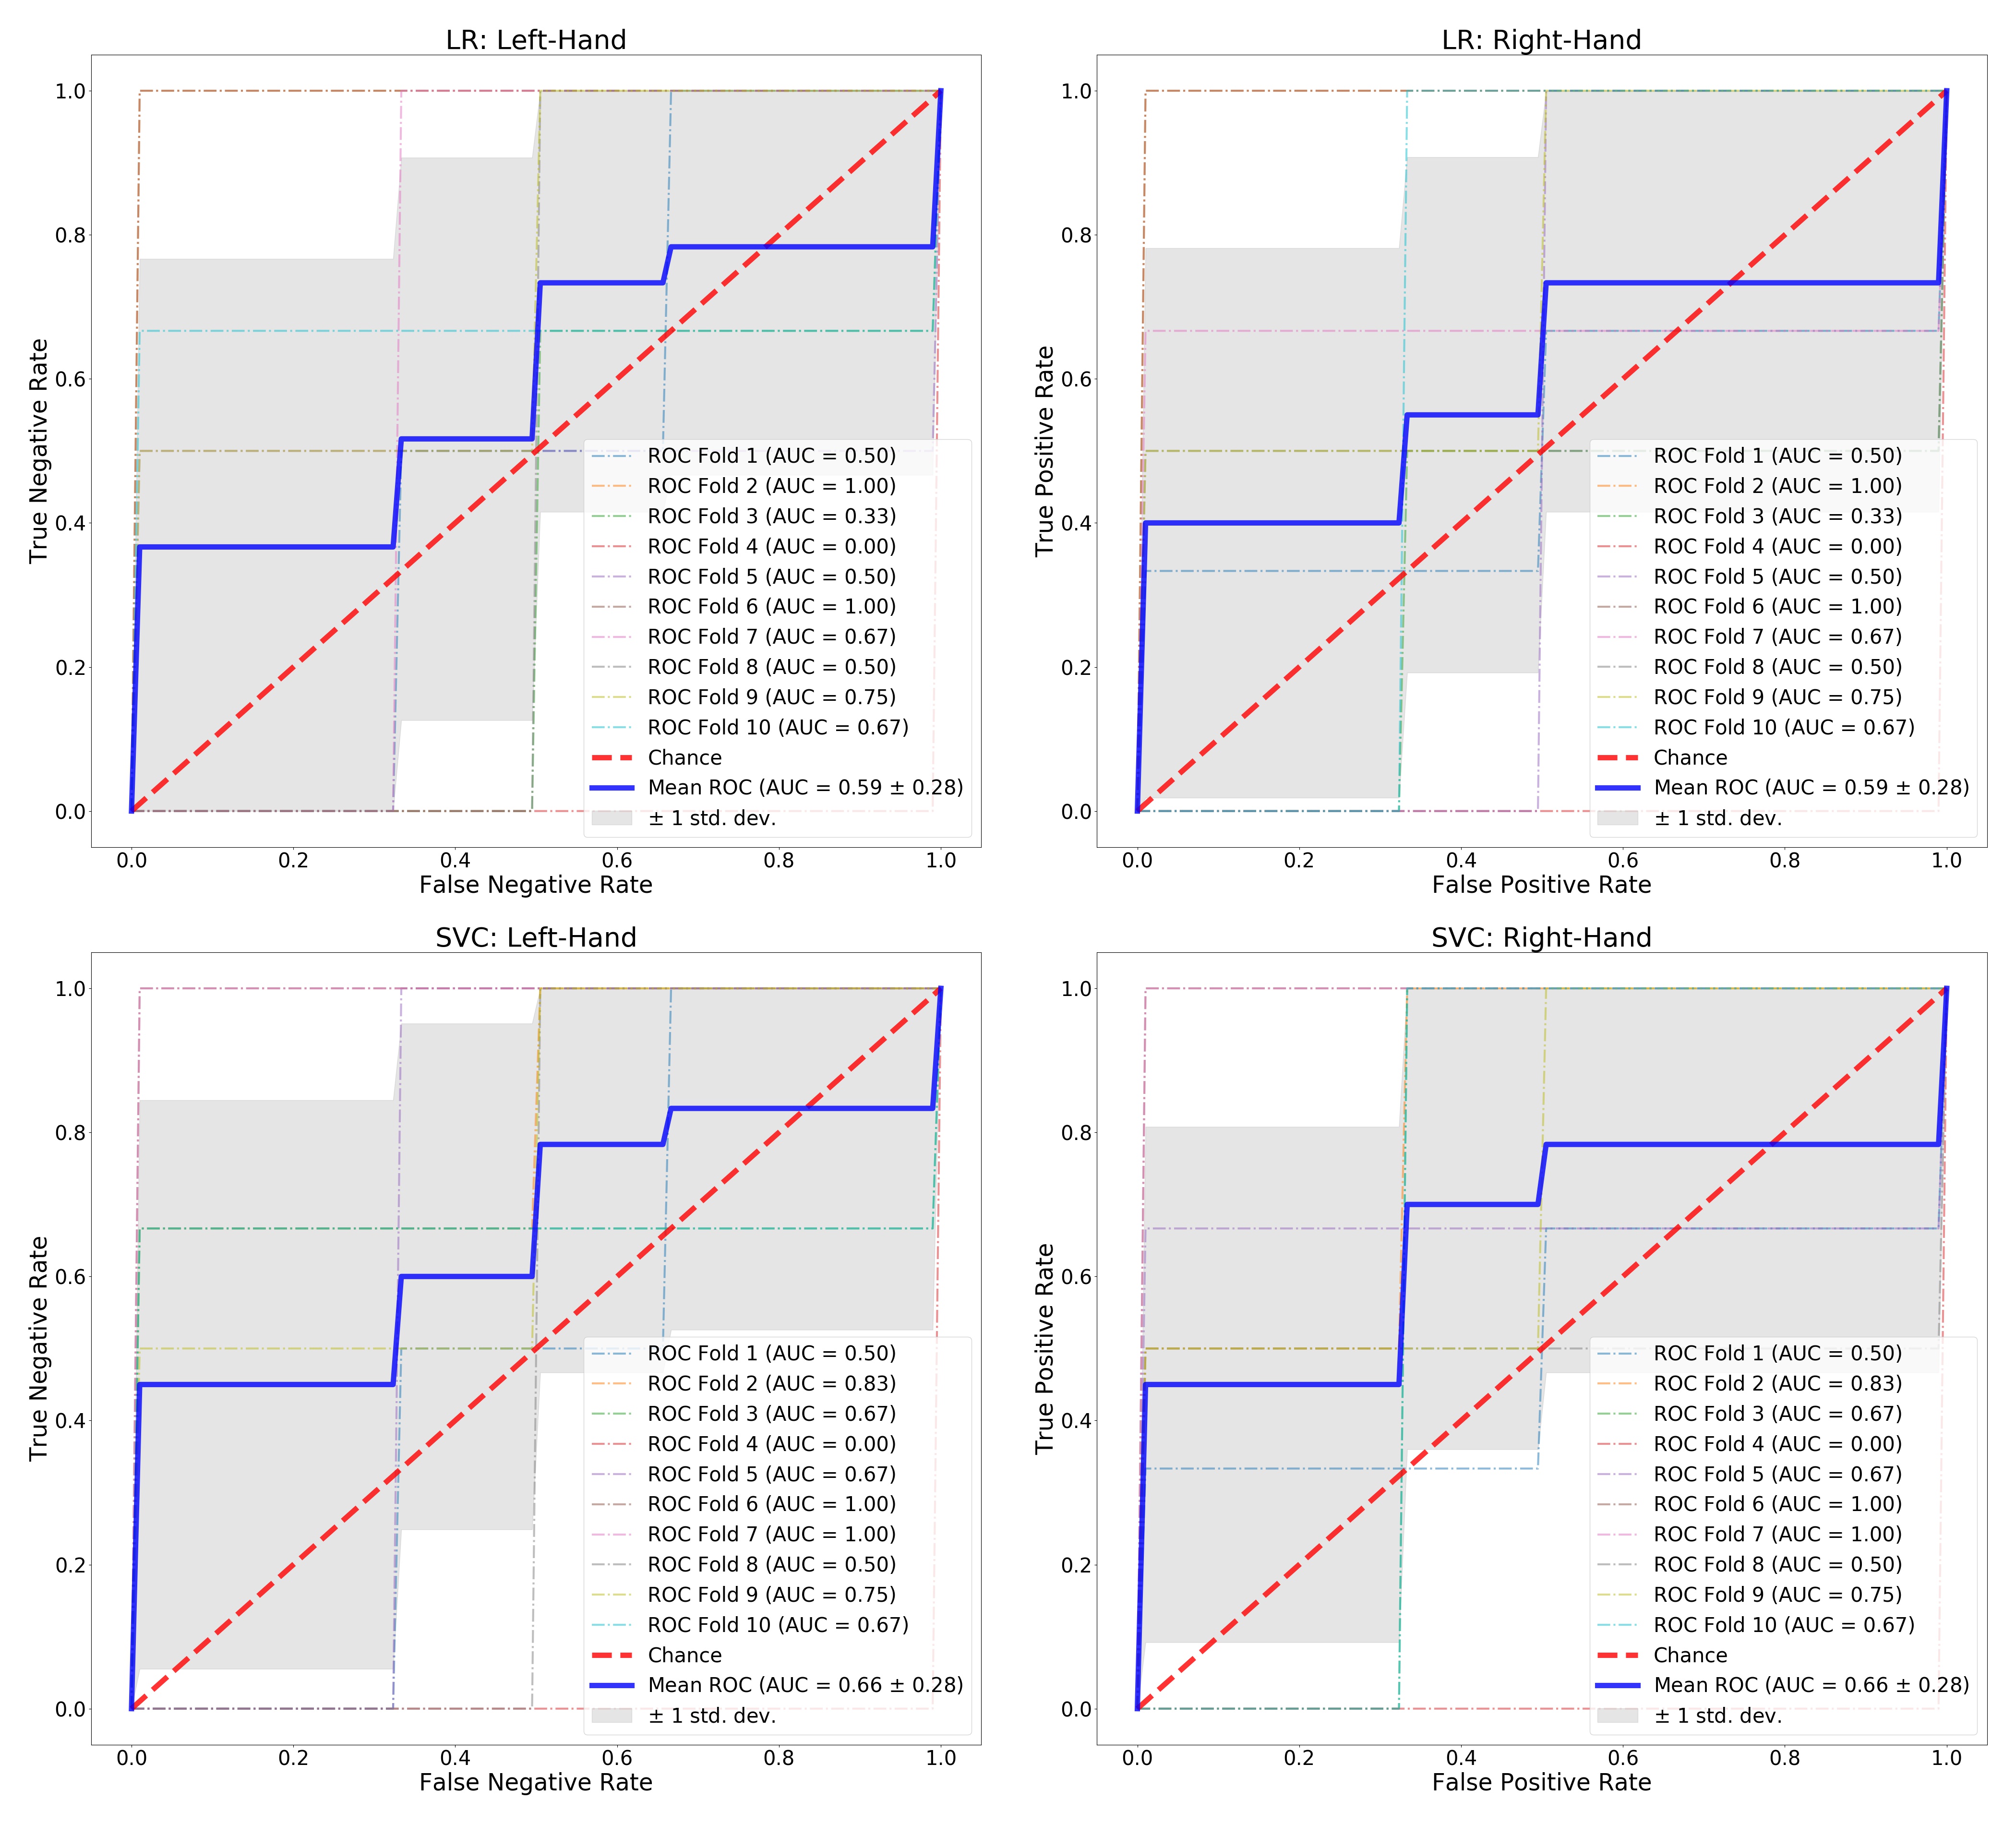 LR: Left-Hand
True Negative Rate
1.0
0.8
0.6
0.4
0.2
0.0
ROC Fold 1 (AUC = 0.50)
ROC Fold 2 (AUC = 1.00)
ROC Fold 3 (AUC = 0.33)
ROC Fold 4 (AUC = 0.00)
ROC Fold 5 (AUC = 0.50)
ROC Fold 6 (AUC = 1.00)
ROC Fold 7 (AUC = 0.67)
ROC Fold 8 (AUC = 0.50)
ROC Fold 9 (AUC = 0.75)
ROC Fold 10 (AUC = 0.67)
Chance
Mean ROC (AUC = 0.59 ± 0.28)
± 1 std. dev.
0.0 0.2 0.4 0.6 0.8 1.0
False Negative Rate
LR: Right-Hand
True Positive Rate
1.0
0.8
0.6
0.4
0.2
0.0
ROC Fold 1 (AUC = 0.50)
ROC Fold 2 (AUC = 1.00)
ROC Fold 3 (AUC = 0.33)
ROC Fold 4 (AUC = 0.00)
ROC Fold 5 (AUC = 0.50)
ROC Fold 6 (AUC = 1.00)
ROC Fold 7 (AUC = 0.67)
ROC Fold 8 (AUC = 0.50)
ROC Fold 9 (AUC = 0.75)
ROC Fold 10 (AUC = 0.67)
Chance
Mean ROC (AUC = 0.59 ± 0.28)
± 1 std. dev.
0.0 0.2 0.4 0.6 0.8 1.0
False Positive Rate
SVC: Left-Hand
True Negative Rate
1.0
0.8
0.6
0.4
0.2
0.0
ROC Fold 1 (AUC = 0.50)
ROC Fold 2 (AUC = 0.83)
ROC Fold 3 (AUC = 0.67)
ROC Fold 4 (AUC = 0.00)
ROC Fold 5 (AUC = 0.67)
ROC Fold 6 (AUC = 1.00)
ROC Fold 7 (AUC = 1.00)
ROC Fold 8 (AUC = 0.50)
ROC Fold 9 (AUC = 0.75)
ROC Fold 10 (AUC = 0.67)
Chance
Mean ROC (AUC = 0.66 ± 0.28)
± 1 std. dev.
0.0 0.2 0.4 0.6 0.8 1.0
False Negative Rate
SVC: Right-Hand
True Positive Rate
1.0
0.8
0.6
0.4
0.2
0.0
ROC Fold 1 (AUC = 0.50)
ROC Fold 2 (AUC = 0.83)
ROC Fold 3 (AUC = 0.67)
ROC Fold 4 (AUC = 0.00)
ROC Fold 5 (AUC = 0.67)
ROC Fold 6 (AUC = 1.00)
ROC Fold 7 (AUC = 1.00)
ROC Fold 8 (AUC = 0.50)
ROC Fold 9 (AUC = 0.75)
ROC Fold 10 (AUC = 0.67)
Chance
Mean ROC (AUC = 0.66 ± 0.28)
± 1 std. dev.
0.0 0.2 0.4 0.6 0.8 1.0
False Positive Rate